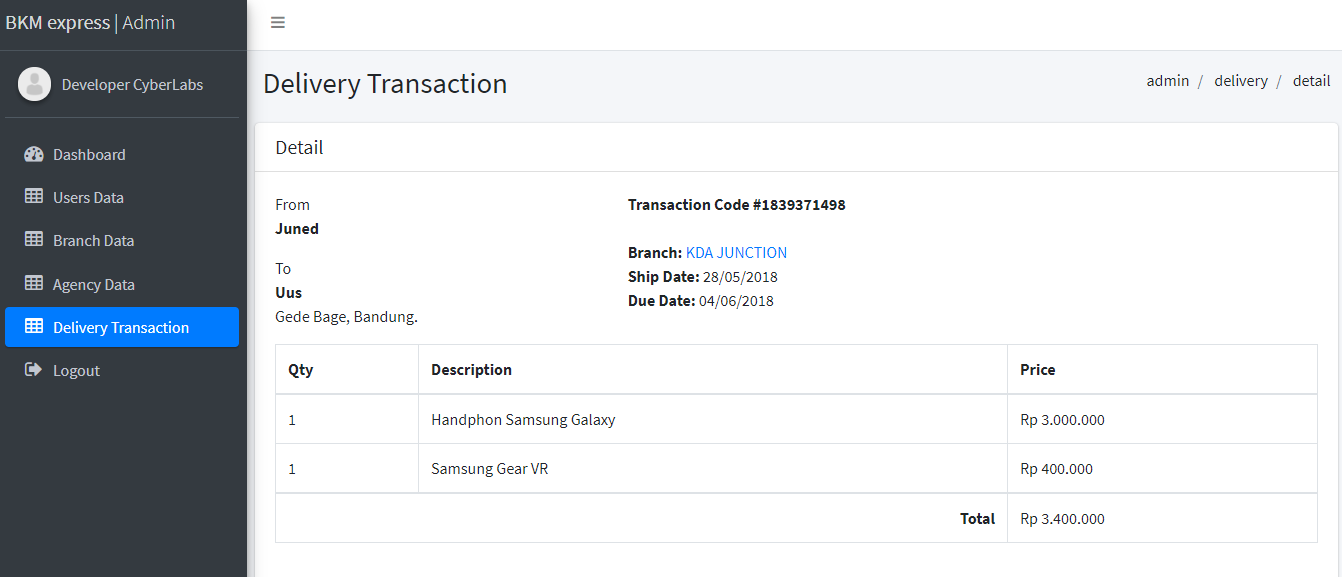 BKM express | Admin
Developer CyberLabs
Dashboard
Users Data
Branch Data
Agency Data
Delivery Transaction
Logout
Delivery Transaction
admin / delivery / detail
Detail
From
Juned
To
Uus
Gede Bage, Bandung.
Transaction Code #1839371498
Branch: KDA JUNCTION
Ship Date: 28/05/2018
Due Date: 04/06/2018
Qty Description Price
1 Handphon Samsung Galaxy Rp 3.000.000
1 Samsung Gear VR Rp 400.000
Total Rp 3.400.000